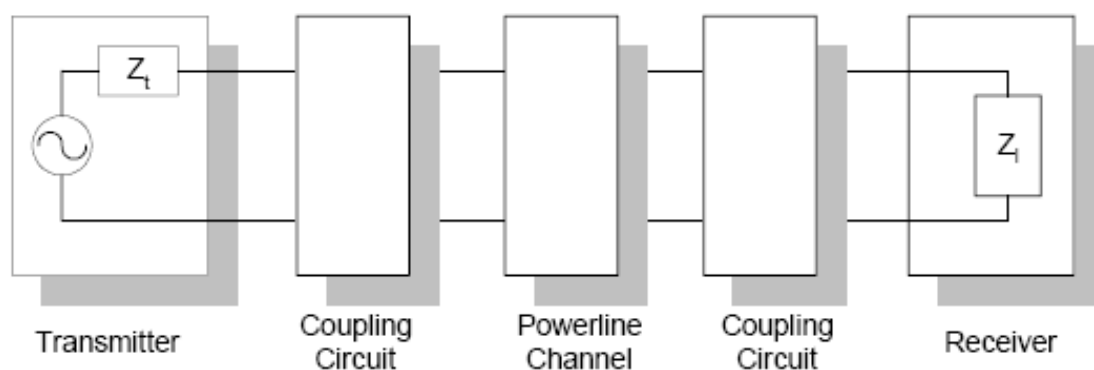 Z_t
Z_l
Transmitter
Coupling
Circuit
Powerline
Channel
Coupling
Circuit
Receiver